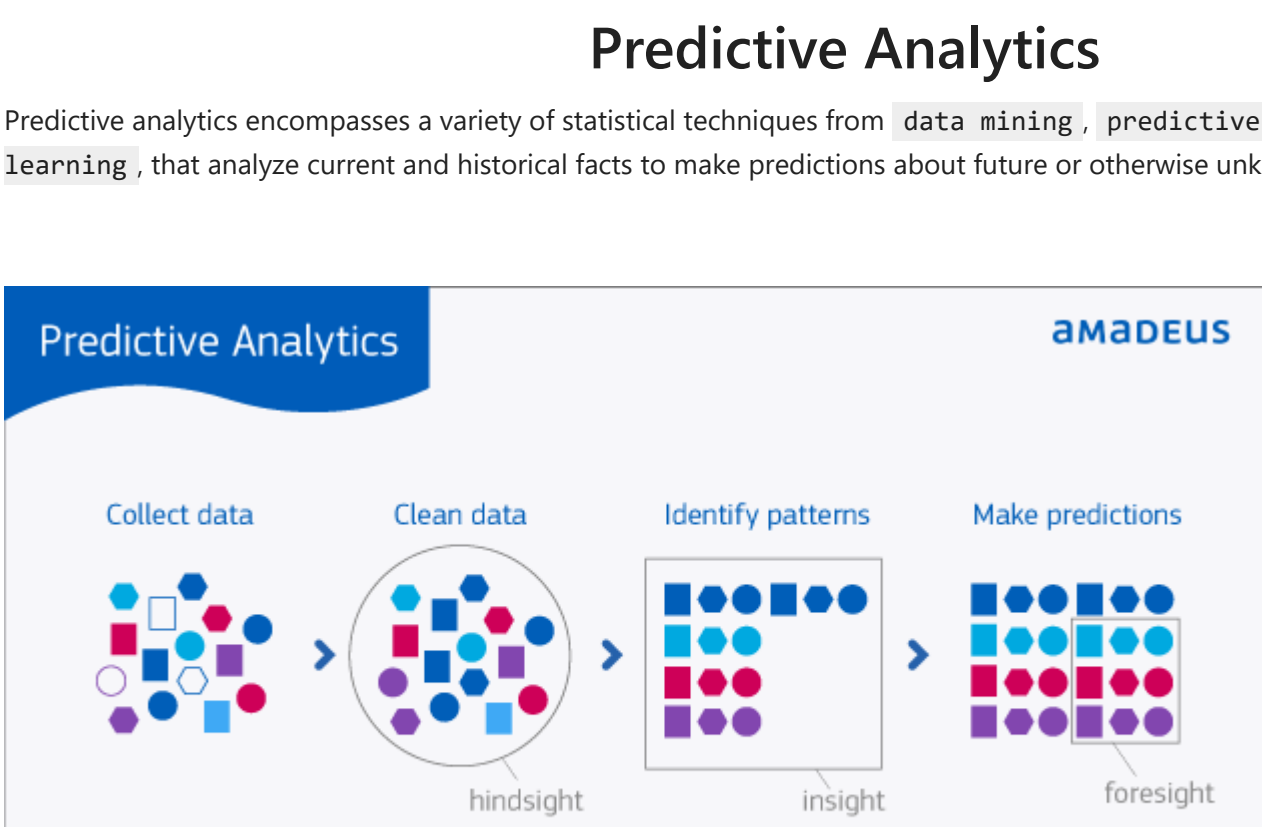 Predictive Analytics
Predictive analytics encompasses a variety of statistical techniques from data mining, predictive
learning, that analyze current and historical facts to make predictions about future or otherwise unk
Predictive Analytics
amadeus
Collect data
Clean data
Identify patterns
Make predictions
hindsight
insight
foresight